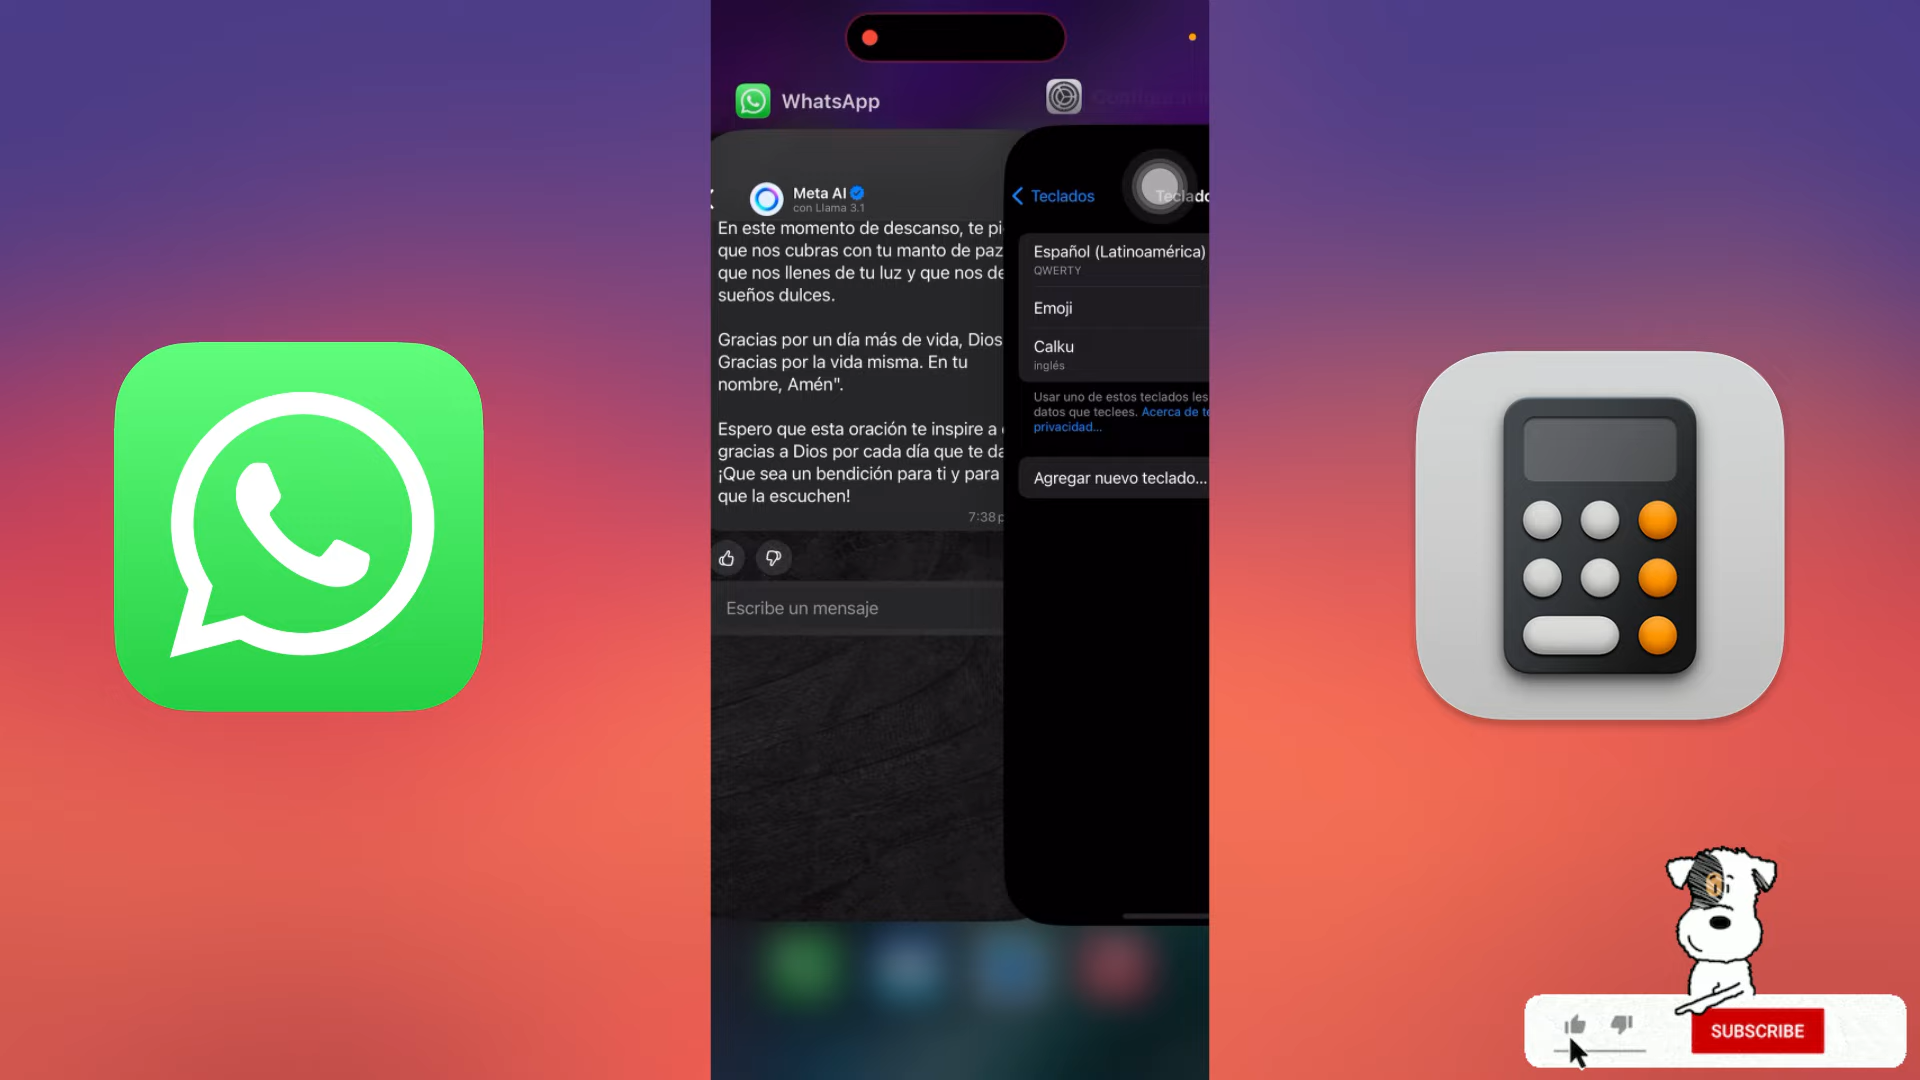 WhatsApp
Meta AI
con Llama 3.1
En este momento de descanso, te pi
que nos cubras con tu manto de paz
que nos llenes de tu luz y que nos de
sueños dulces.
Gracias por un día más de vida, Dios
Gracias por la vida misma. En tu
nombre, Amén".
Espero que esta oración te inspire a
gracias a Dios por cada día que te da
¡Que sea un bendición para ti y para
que la escuchen!
7:38p
Escribe un mensaje
Teclados
Teclado
Español (Latinoamérica)
QWERTY
Emoji
Calku
inglés
Usar uno de estos teclados les
datos que teclees. Acerca de te
privacidad...
Agregar nuevo teclado...
SUBSCRIBE